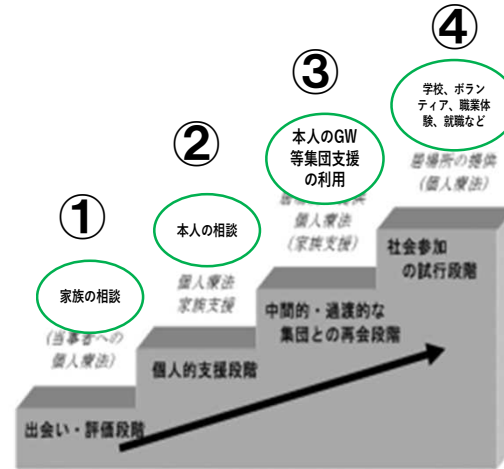 ①
家族の相談
(当事者への
個人療法)
出会い・評価段階
②
本人の相談
個人療法
家族支援
個人的支援段階
③
本人のGW
等集団支援
の利用
個人療法
(家族支援)
中間的・過渡的な
集団との再会段階
④
学校、ボラン
ティア、職業体
験、就職など
居場所の提供
(個人療法)
社会参加
の試行段階